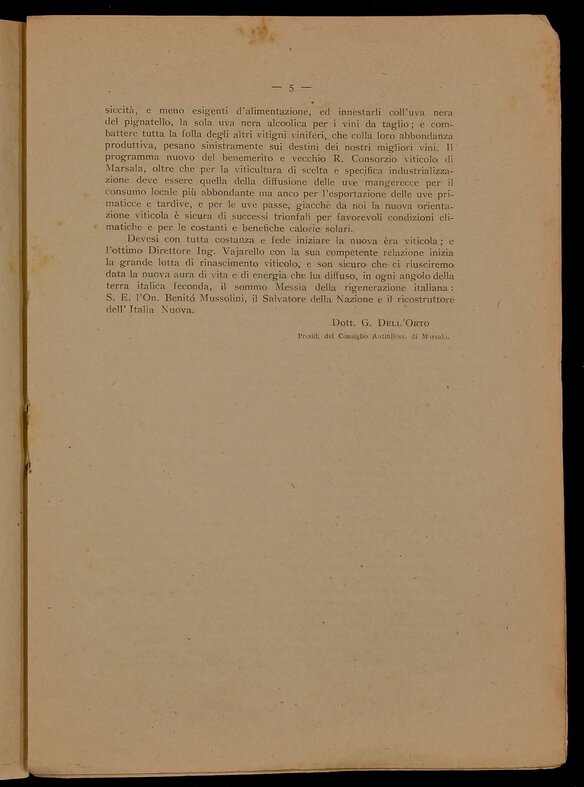 — 5 —
siccità, e meno esigenti d'alimentazione, ed innestarli coll'uva nera
del pignatello, la sola uva nera alcoolica per i vini da taglio; e com-
battere tutta la folla degli altri vitigni viniferi, che colla loro abbondanza
produttiva, pesano sinistramente sui destini dei nostri migliori vini. Il
programma nuovo del benemerito e vecchio R. Consorzio viticolo di
Marsala, oltre che per la viticultura di scelta e specifica industrializza-
zione deve essere quella della diffusione delle uve mangerecce per il
consumo locale più abbondante ma anco per l'esportazione delle uve pri-
maticce e tardive, e per le uve passe, giacchè da noi la nuova orienta-
zione viticola è sicura di successi trionfali per favorevoli condizioni cli-
matiche e per le costanti e benefiche calorie solari.
Devesi con tutta costanza e fede iniziare la nuova èra viticola; e
l'ottimo Direttore Ing. Vajarello con la sua competente relazione inizia
la grande lotta di rinascimento viticolo, e son sicuro che ci riusciremo
data la nuova aura di vita e di energia che ha diffuso, in ogni angolo della
terra italica feconda, il sommo Messia della rigenerazione italiana:
S. E. l'On. Benito Mussolini, il Salvatore della Nazione e il ricostruttore
dell' Italia Nuova.
Dott. G. Dell'Orto
Presid. del Consiglio Antifilloss. di Marsala.